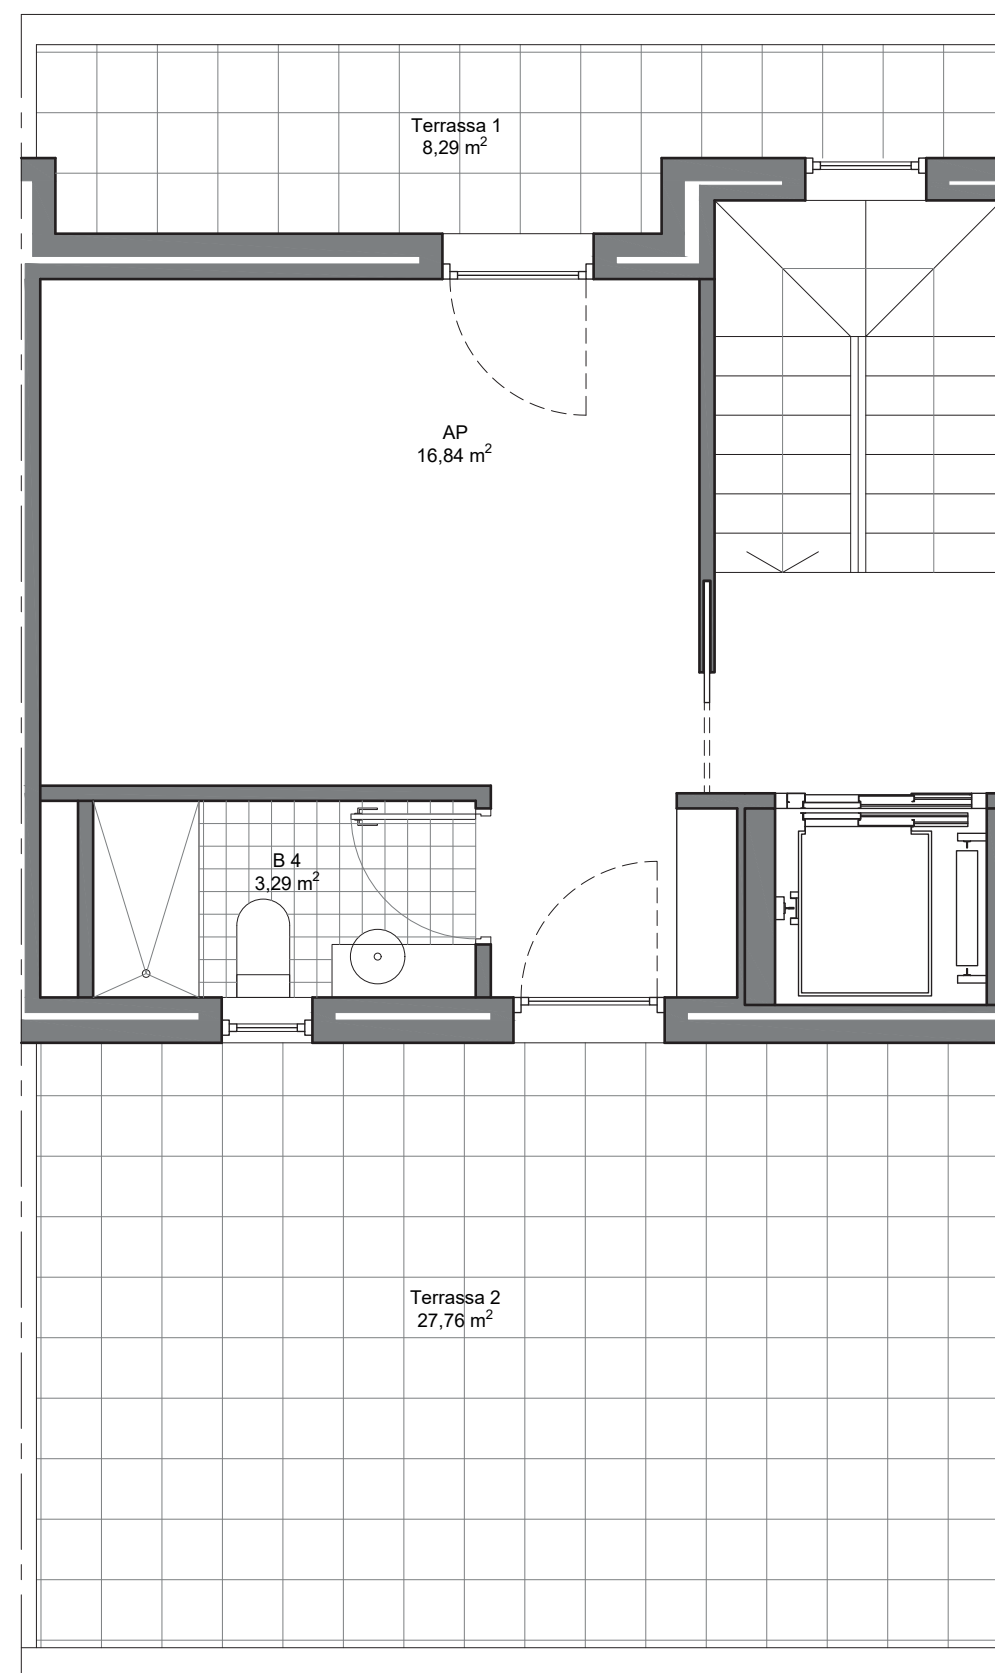 Terrassa 1
8,29 m²
AP
16,84 m²
B 4
3,29 m²
Terrassa 2
27,76 m²